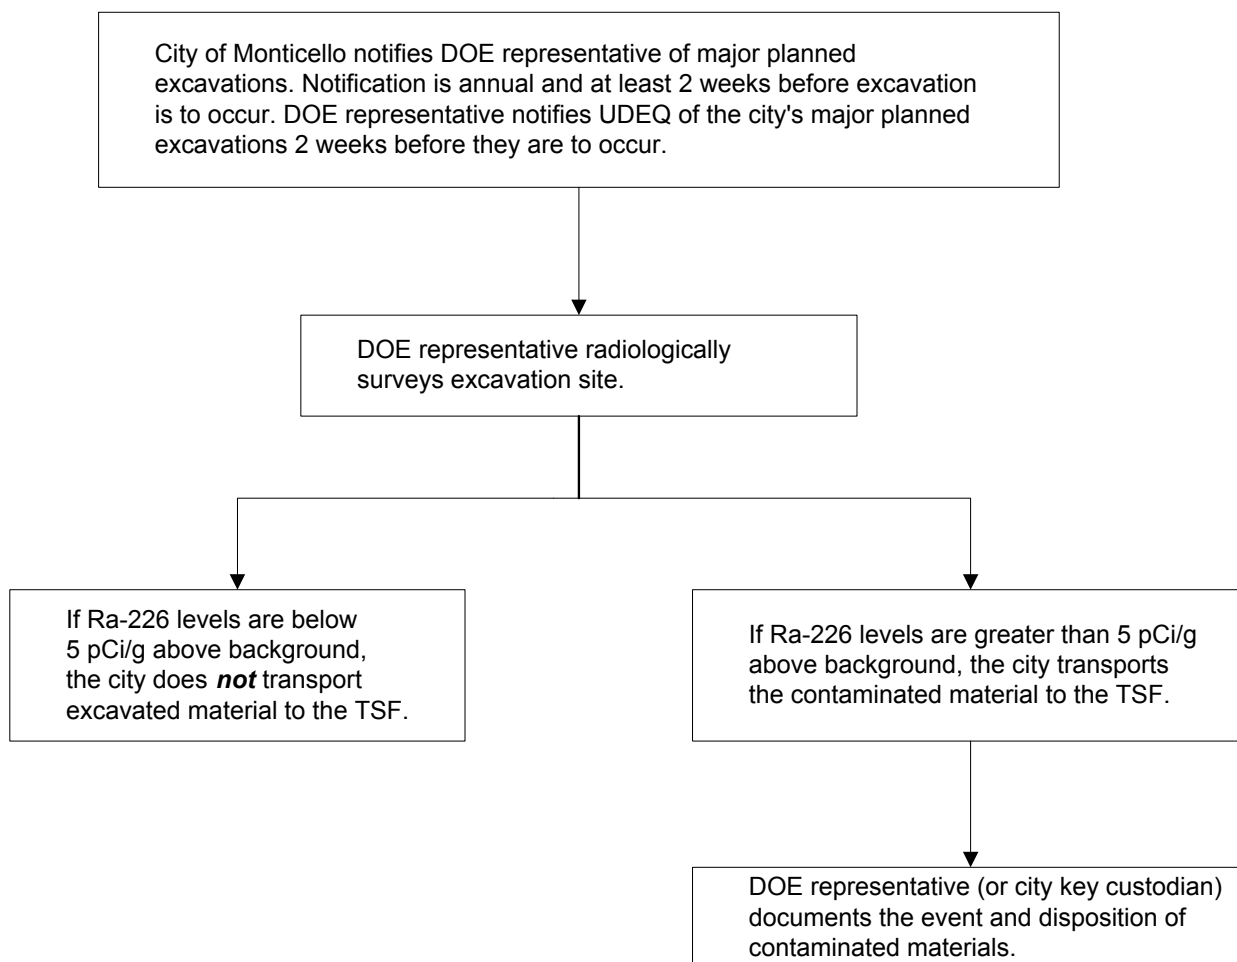 City of Monticello notifies DOE representative of major planned
excavations. Notification is annual and at least 2 weeks before excavation
is to occur. DOE representative notifies UDEQ of the city's major planned
excavations 2 weeks before they are to occur.
DOE representative radiologically
surveys excavation site.
If Ra-226 levels are below
5 pCi/g above background,
the city does not transport
excavated material to the TSF.
If Ra-226 levels are greater than 5 pCi/g
above background, the city transports
the contaminated material to the TSF.
DOE representative (or city key custodian)
documents the event and disposition of
contaminated materials.